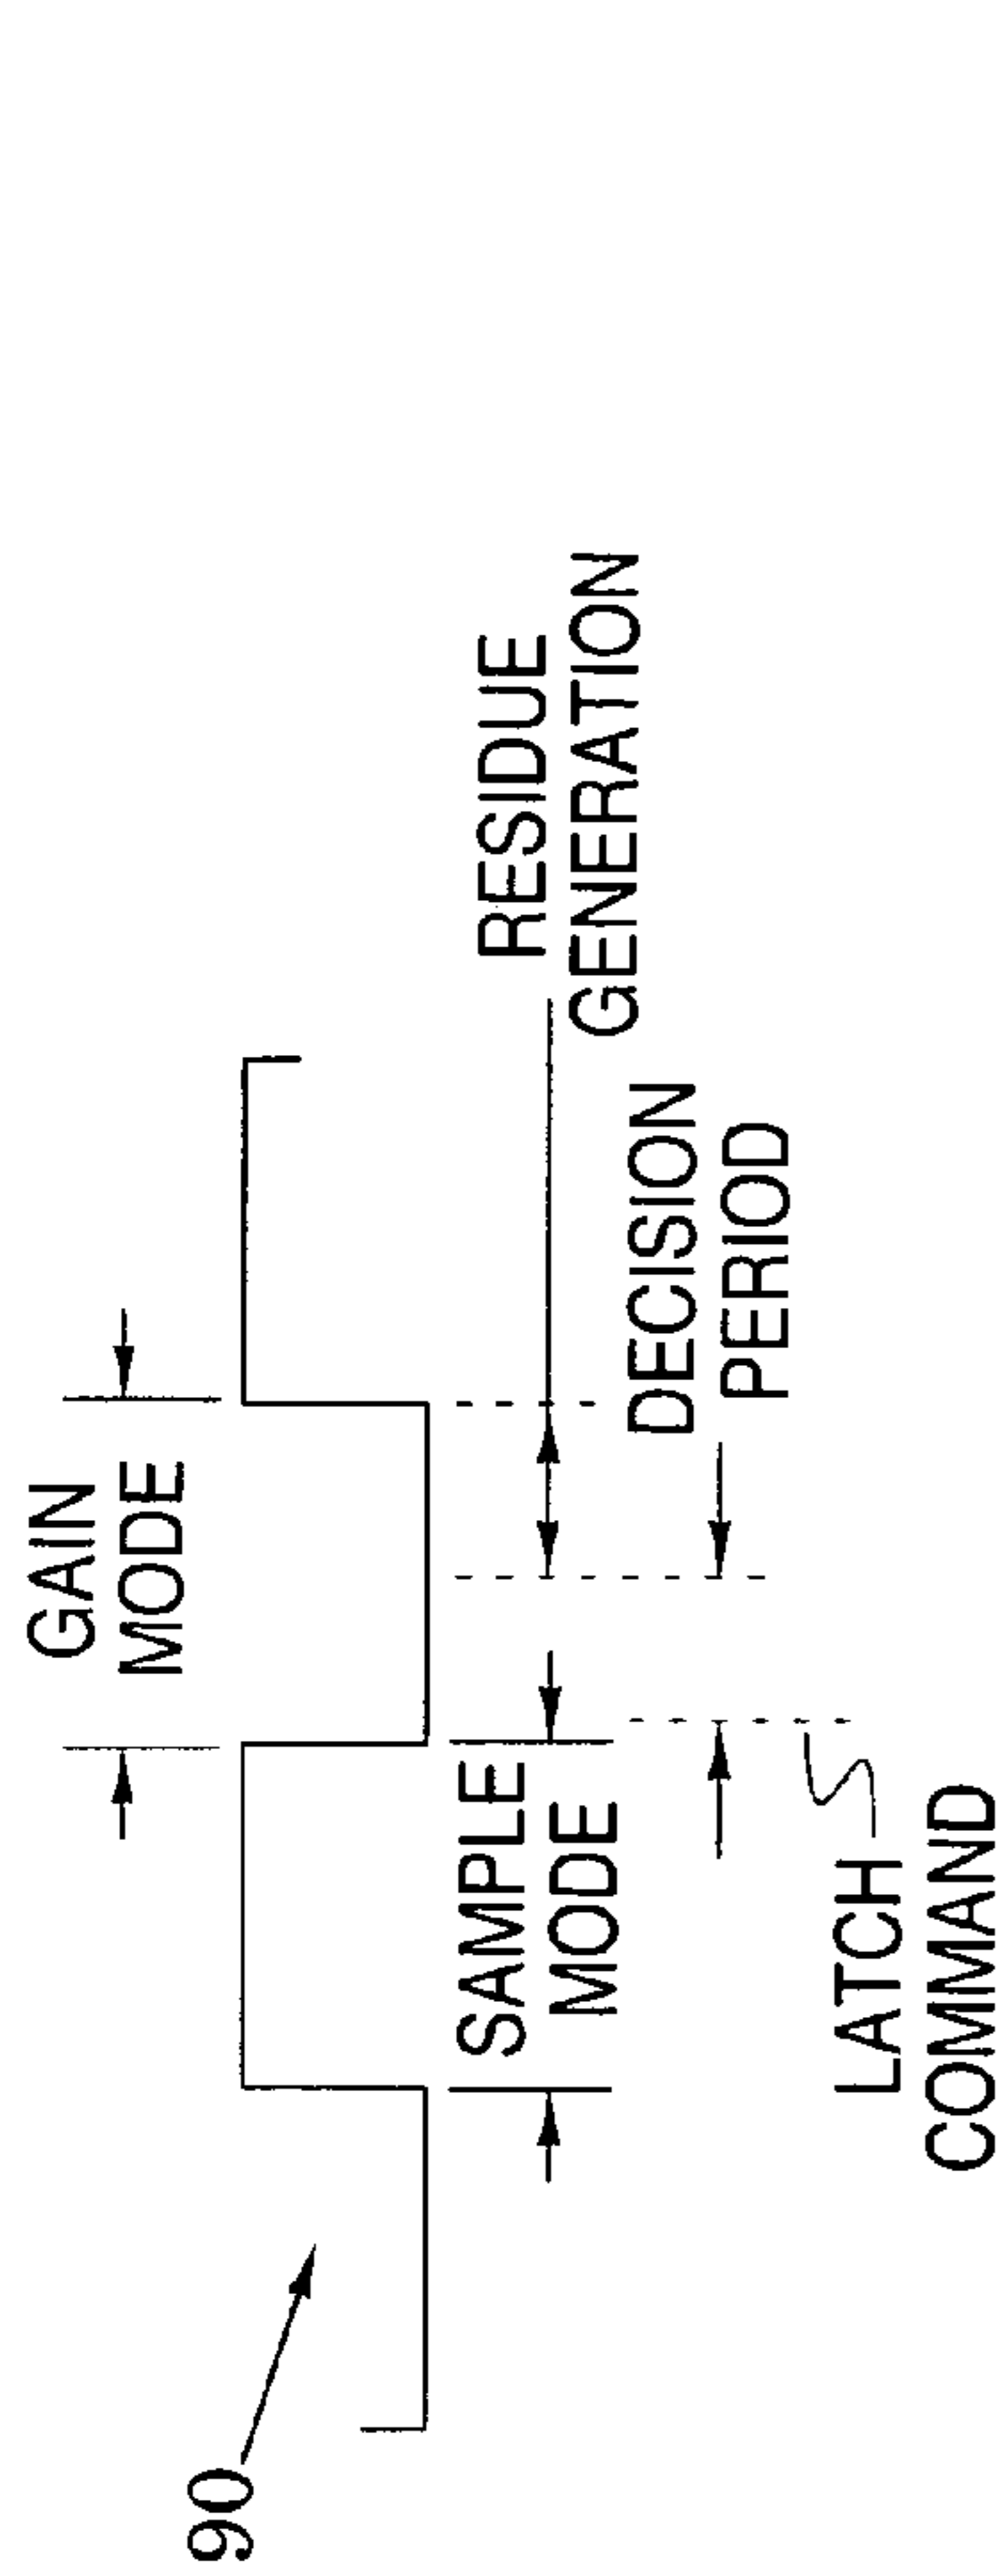 90
GAIN
MODE
SAMPLE
MODE
RESIDUE
GENERATION
DECISION
PERIOD
LATCH
COMMAND